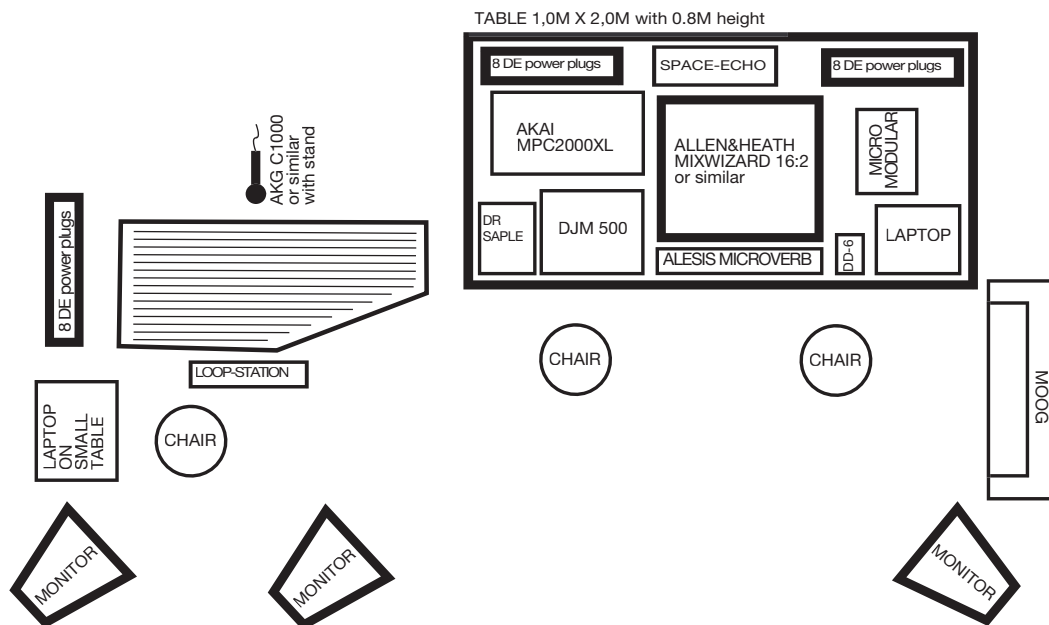 TABLE 1,0M X 2,0M with 0.8M height
8 DE power plugs
SPACE-ECHO
8 DE power plugs
AKAI
MPC2000XL
ALLEN&HEATH
MIXWIZARD 16:2
or similar
MICRO
MODULAR
DR
SAPLE
DJM 500
ALESIS MICROVERB
DD-6
LAPTOP
AKG C1000
or similar
with stand
8 DE power plugs
LOOP-STATION
LAPTOP
ON
SMALL
TABLE
CHAIR
CHAIR
CHAIR
MOOG
MONITOR
MONITOR
MONITOR